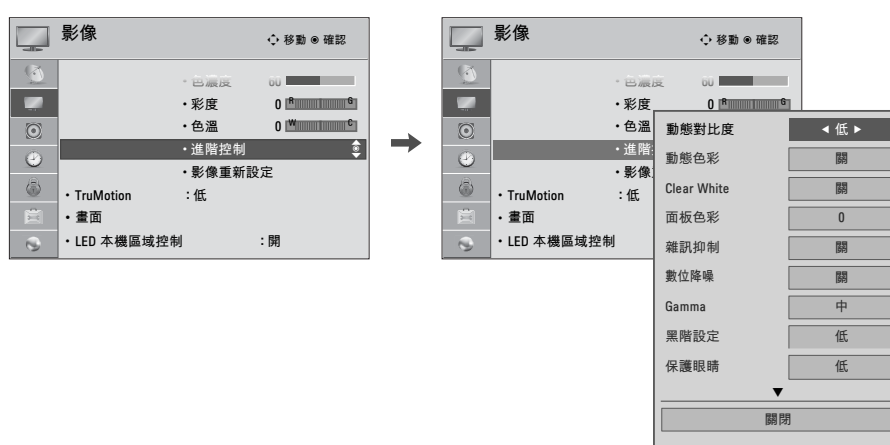 影像 移動 確認
・色濃度 60
・彩度 0 R G
・色溫 0 W C
・進階控制
・影像重新設定
・TruMotion ：低
・畫面
・LED 本機區域控制 ：開
影像 移動 確認
・色濃度 60
・彩度 0 R G
・色溫
・進階
・影像
・TruMotion ：低
・畫面
・LED 本機區域控制
動態對比度 ◀ 低 ▶
動態色彩 關
Clear White 關
面板色彩 0
雜訊抑制 關
數位降噪 關
Gamma 中
黑階設定 低
保護眼睛 低
▼
關閉